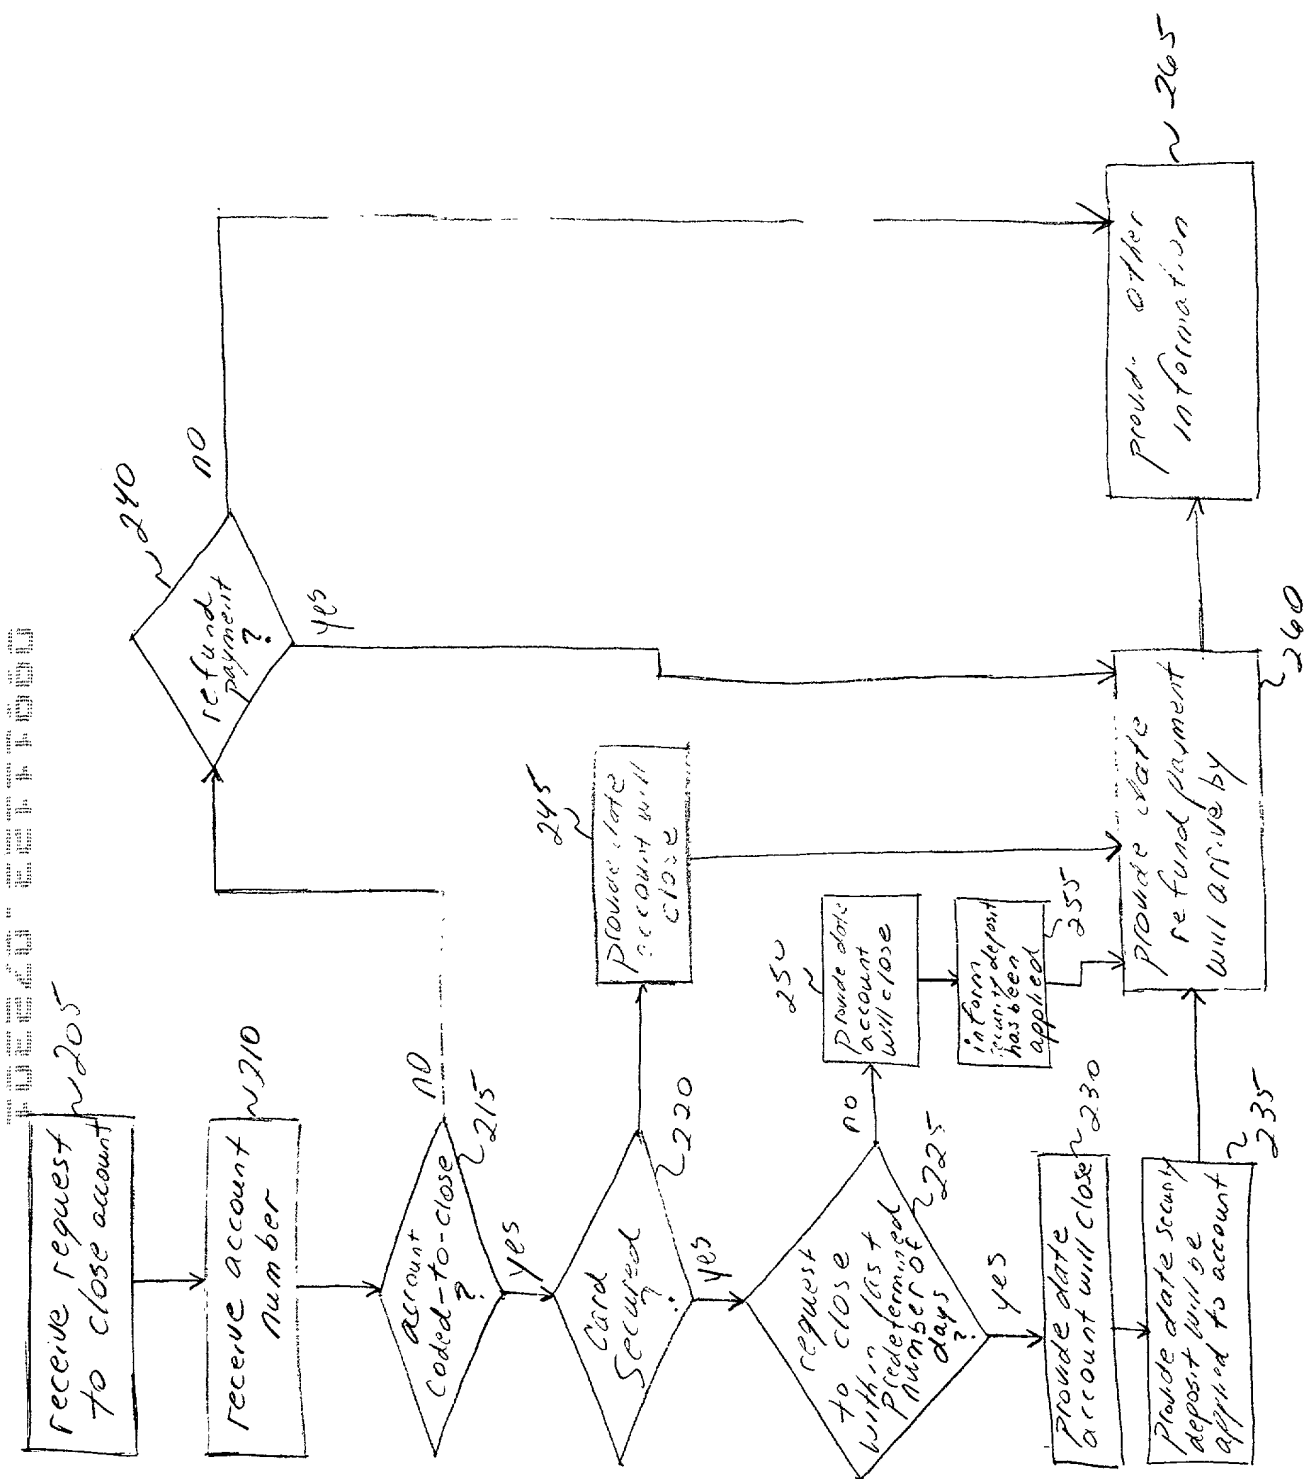 receive request
to close account
205
receive account
number
210
account
coded-to-close
?
215
no
yes
refund
payment
?
240
no
yes
Card
Secured
?
220
yes
provide date
account will
close
245
request
to close
within last
predetermined
number of
days
?
225
no
yes
provide date
account
will close
250
inform
security deposit
has been
applied
255
provide date
account will close
230
provide date security
deposit will be
applied to account
235
provide date
refund payment
will arrive by
260
provide other
information
265